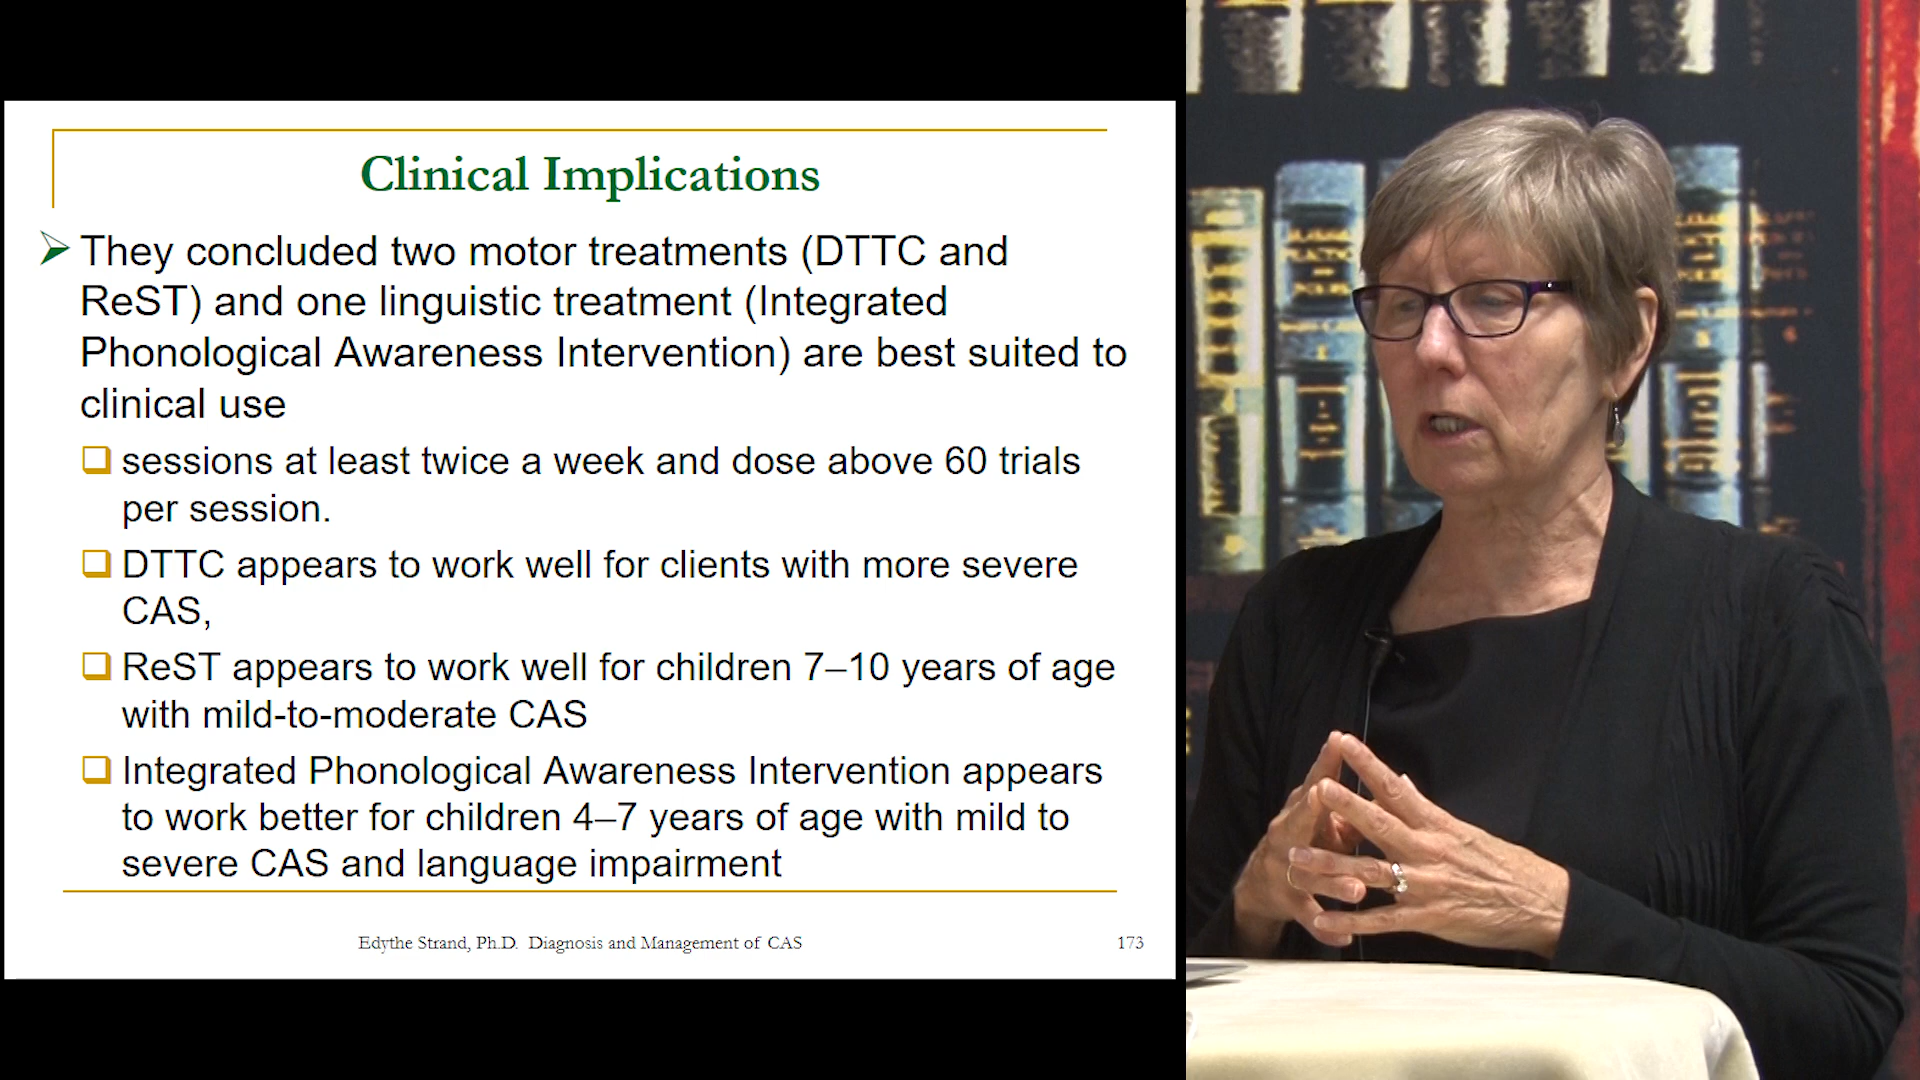 Clinical Implications
They concluded two motor treatments (DTTC and
ReST) and one linguistic treatment (Integrated
Phonological Awareness Intervention) are best suited to
clinical use
sessions at least twice a week and dose above 60 trials
per session.
DTTC appears to work well for clients with more severe
CAS,
ReST appears to work well for children 7–10 years of age
with mild-to-moderate CAS
Integrated Phonological Awareness Intervention appears
to work better for children 4–7 years of age with mild to
severe CAS and language impairment
Edythe Strand, Ph.D. Diagnosis and Management of CAS
173